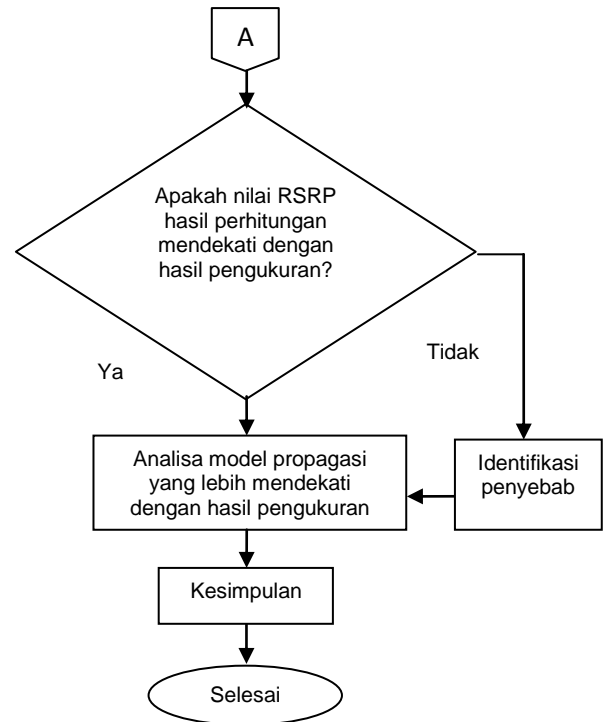 A
Apakah nilai RSRP
hasil perhitungan
mendekati dengan
hasil pengukuran?
Ya
Tidak
Analisa model propagasi
yang lebih mendekati
dengan hasil pengukuran
Identifikasi
penyebab
Kesimpulan
Selesai